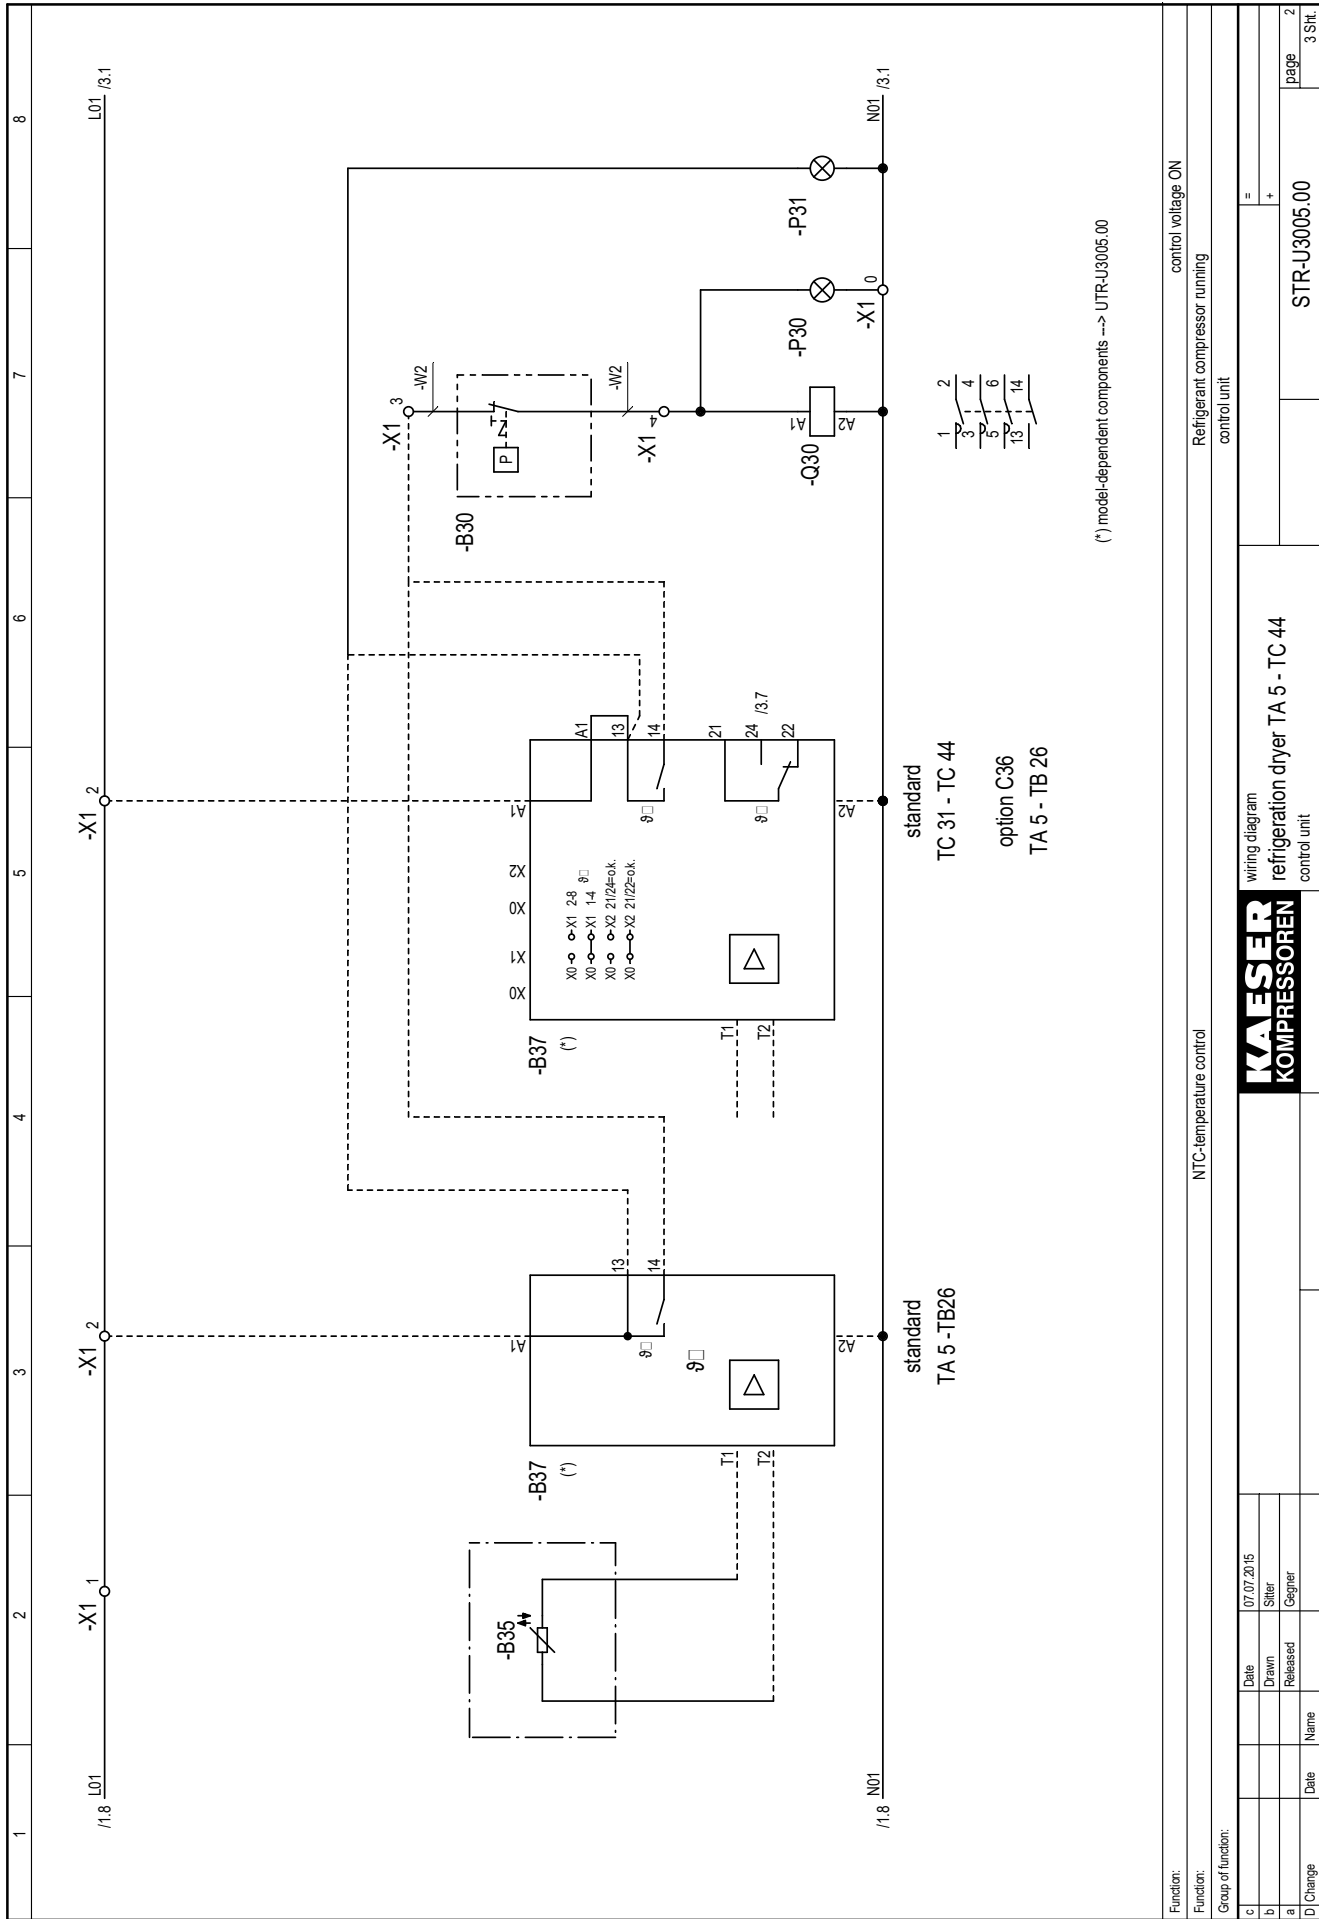 1 2 3 4 5 6 7 8
/1.8 L01
-X1 1
-X1 2
-X1 2
L01 /3.1
-B35
-B37
(*)
A1
13
14
ϑ
ϑ
T1
T2
A2
standard
TA 5 -TB26
-B37
(*)
X0 X1 X0 X2 A1
X0 X1 2-8 ϑ
X0 X1 1-4
X0 X2 21/24=o.k.
X0 X2 21/22=o.k.
A1
13
14
ϑ
21
24 /3.7
22
ϑ
T1
T2
A2
standard
TC 31 - TC 44
option C36
TA 5 - TB 26
-X1 3
-W2
-B30
P
-W2
-X1 4
-Q30
A1
A2
-P30
-X1 0
-P31
/1.8 N01
N01 /3.1
1 2
3 4
5 6
13 14
(*) model-dependent components ---> UTR-U3005.00
Function: control voltage ON
Function: NTC-temperature control Refrigerant compressor running
Group of function: control unit
c Date 07.07.2015
b Drawn Sitter
a Released Gegner
D Change Date Name
KAESER
KOMPRESSOREN
wiring diagram
refrigeration dryer TA 5 - TC 44
control unit
=
+
STR-U3005.00
page 2
3 Sht.